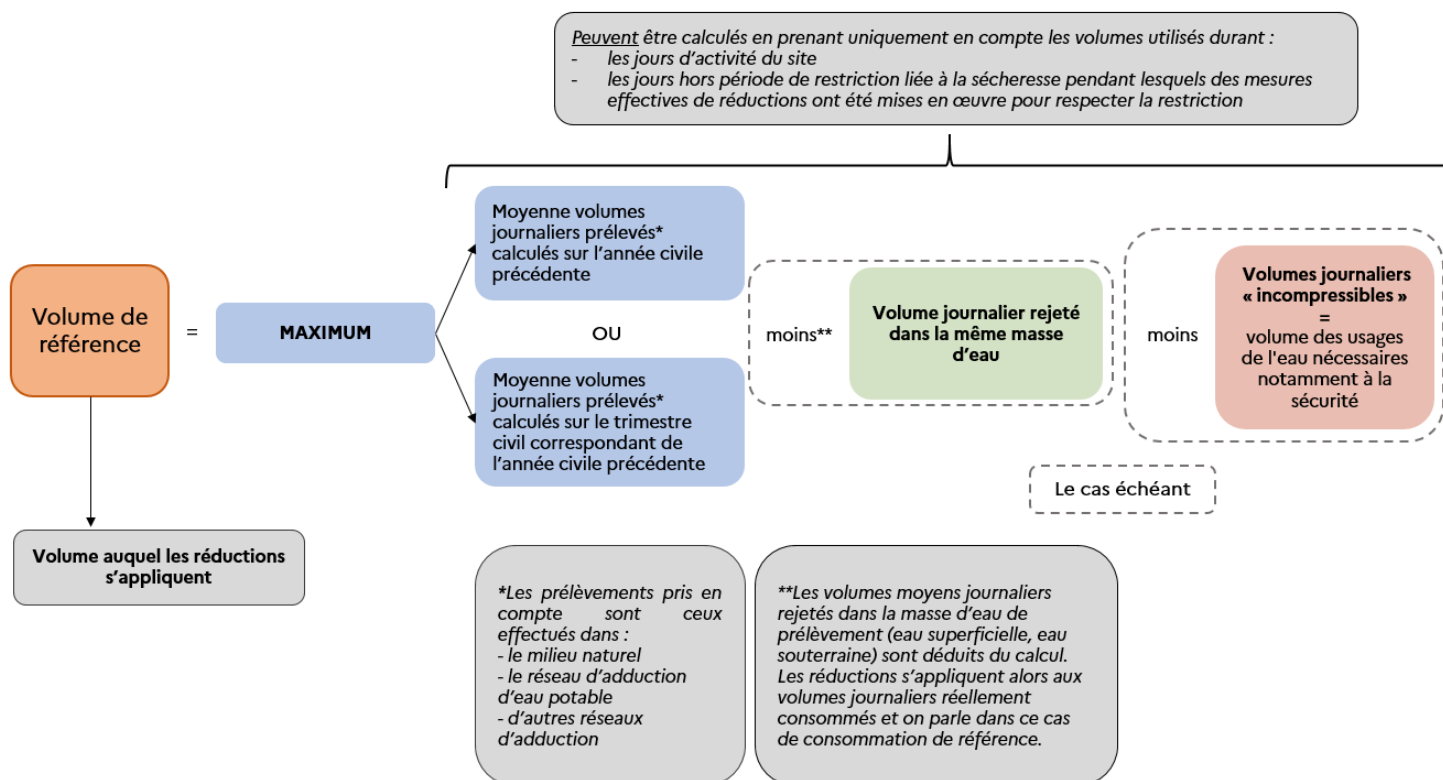 Peuvent être calculés en prenant uniquement en compte les volumes utilisés durant :
- les jours d'activité du site
- les jours hors période de restriction liée à la sécheresse pendant lesquels des mesures
effectives de réductions ont été mises en œuvre pour respecter la restriction
Volume de
référence
=
MAXIMUM
Moyenne volumes
journaliers prélevés*
calculés sur l'année civile
précédente
OU
Moyenne volumes
journaliers prélevés*
calculés sur le trimestre
civil correspondant de
l'année civile précédente
moins**
Volume journalier rejeté
dans la même masse
d'eau
moins
Volumes journaliers
« incompressibles »
=
volume des usages
de l'eau nécessaires
notamment à la
sécurité
Le cas échéant
Volume auquel les réductions
s'appliquent
*Les prélèvements pris en
compte sont ceux
effectués dans :
- le milieu naturel
- le réseau d'adduction
d'eau potable
- d'autres réseaux
d'adduction
**Les volumes moyens journaliers
rejetés dans la masse d'eau de
prélèvement (eau superficielle, eau
souterraine) sont déduits du calcul.
Les réductions s'appliquent alors aux
volumes journaliers réellement
consommés et on parle dans ce cas
de consommation de référence.